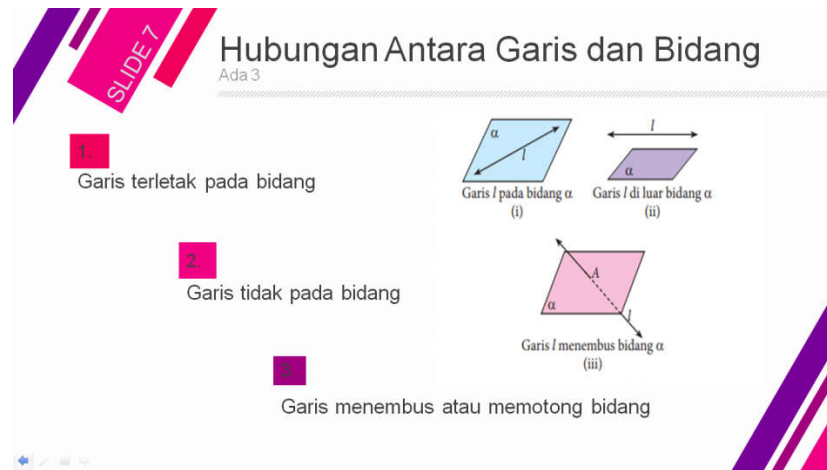 SLIDE 7
Hubungan Antara Garis dan Bidang
Ada 3
1.
Garis terletak pada bidang
2.
Garis tidak pada bidang
3.
Garis menembus atau memotong bidang
α
l
Garis l pada bidang α
(i)
l
α
Garis l di luar bidang α
(ii)
A
α
l
Garis l menembus bidang α
(iii)